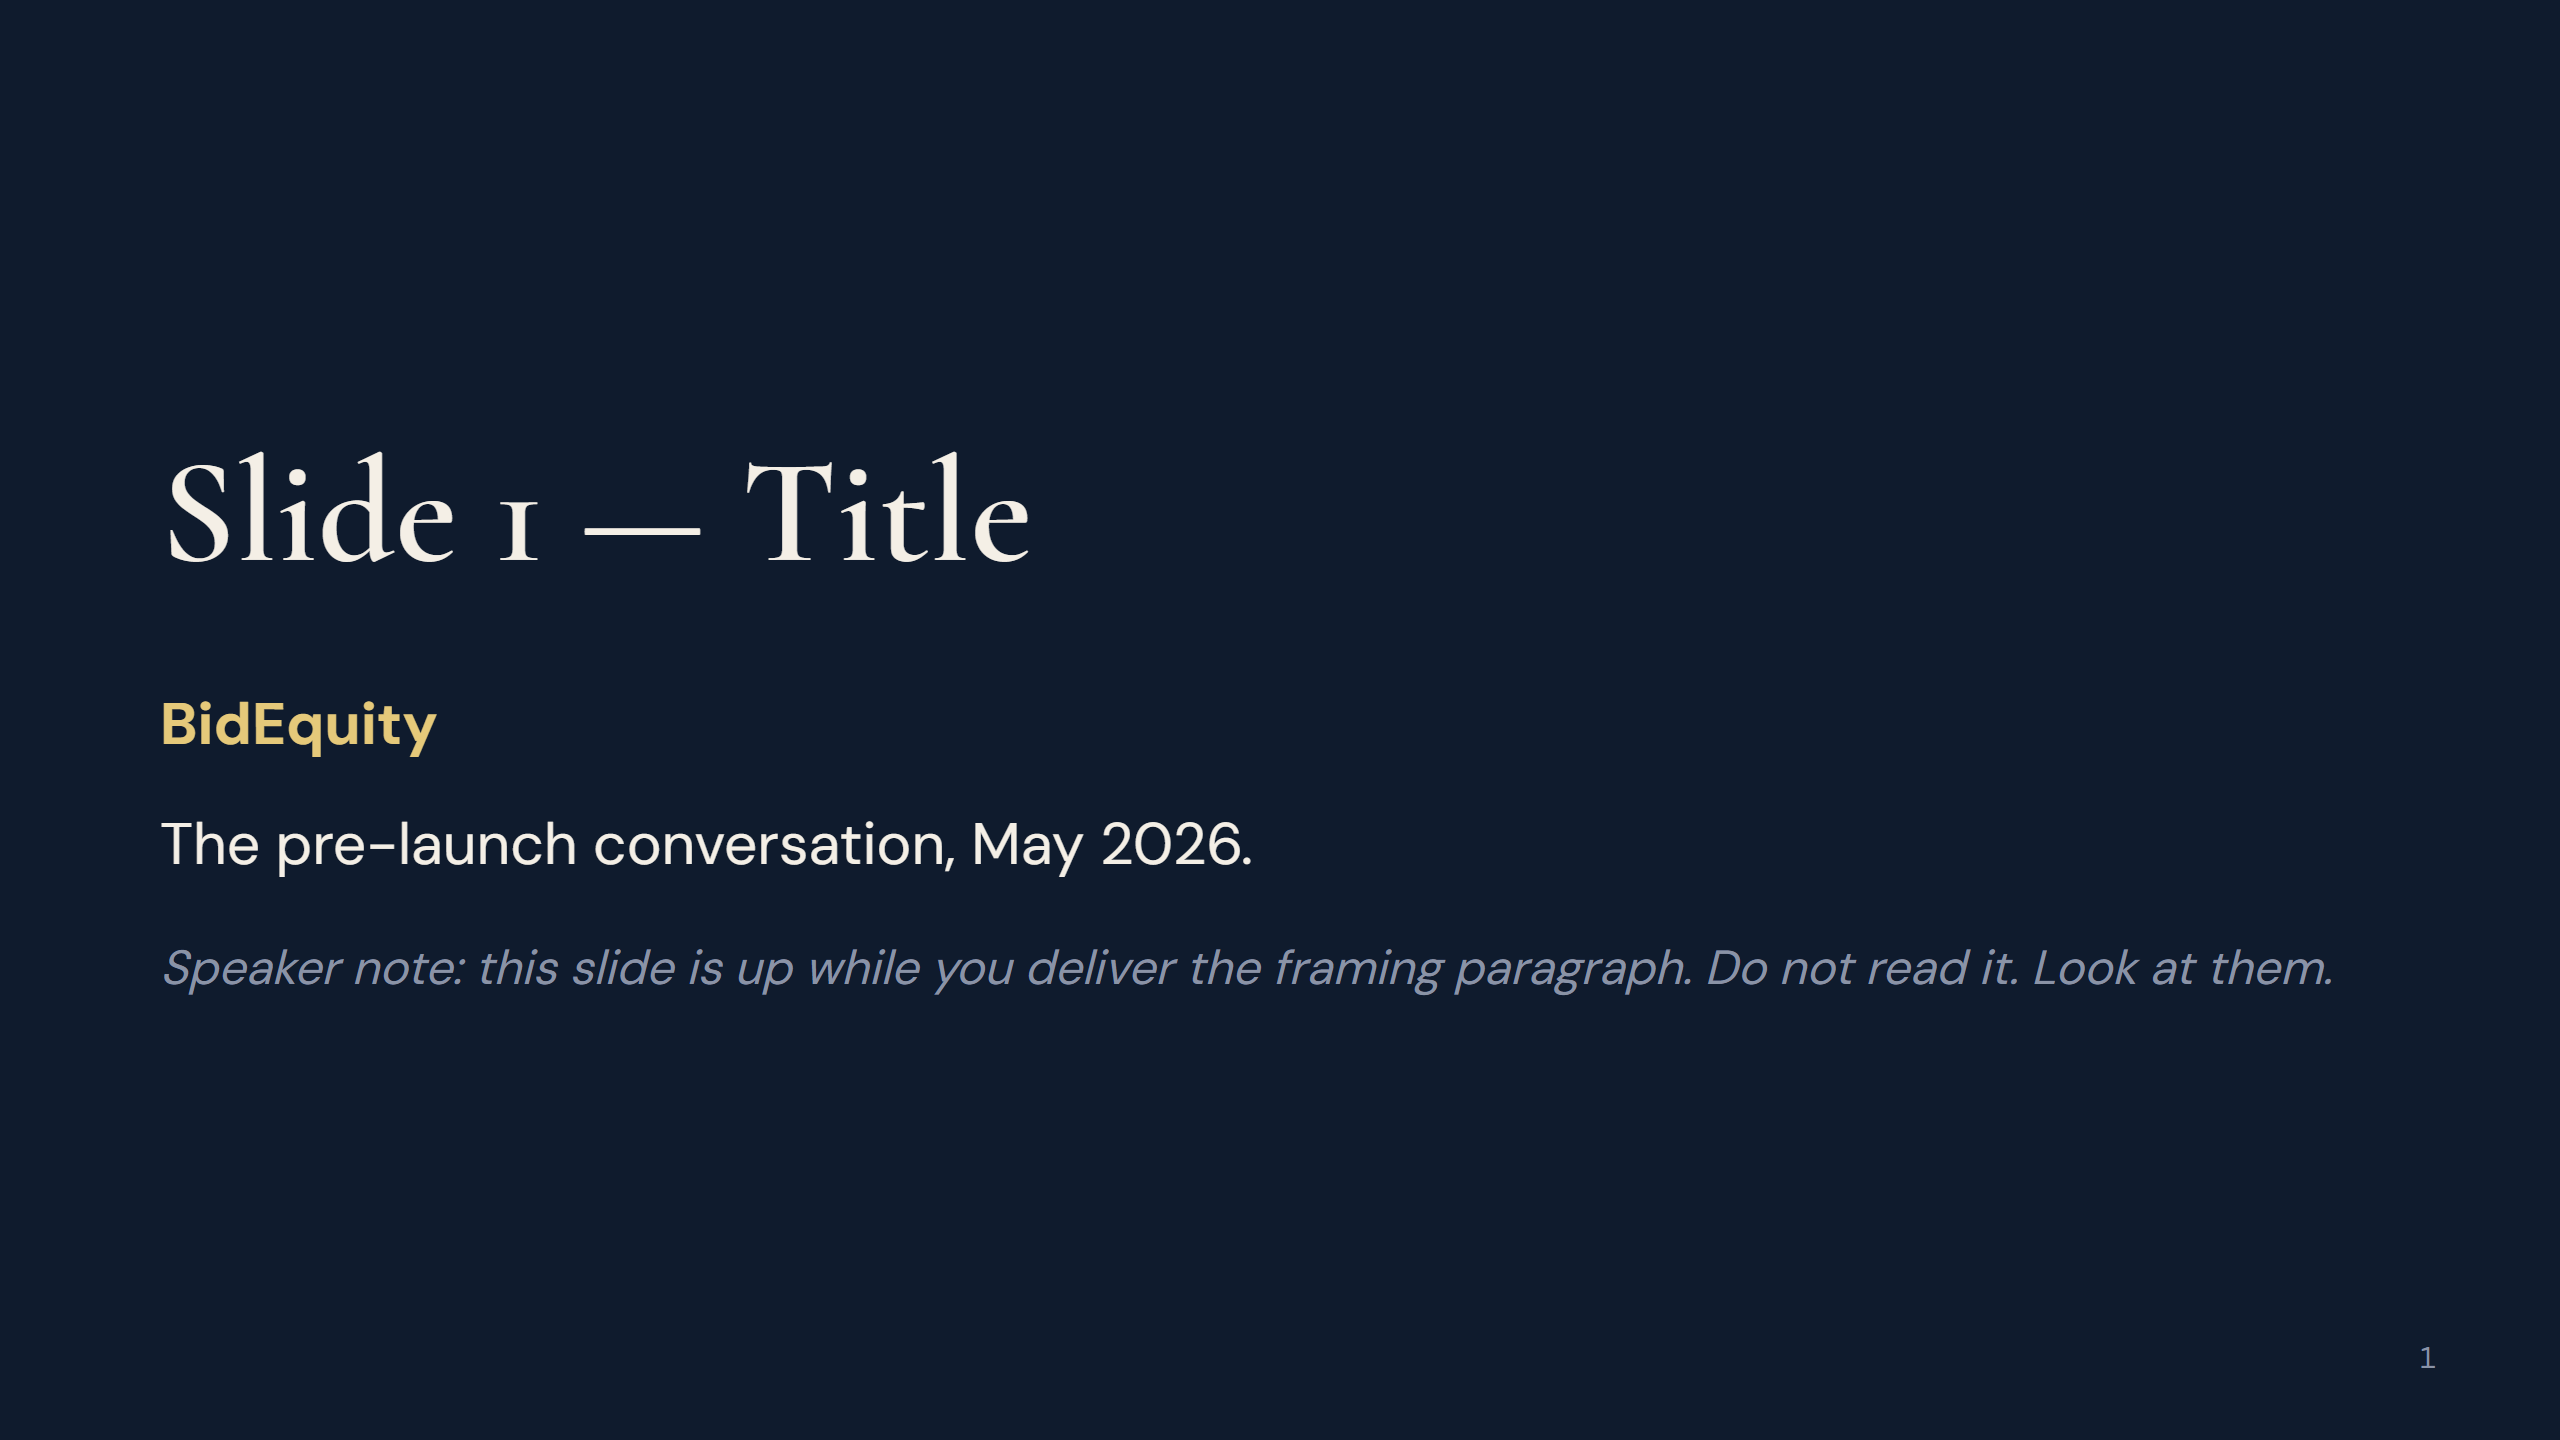 Slide 1 — Title
BidEquity
The pre-launch conversation, May 2026.
Speaker note: this slide is up while you deliver the framing paragraph. Do not read it. Look at them.
1